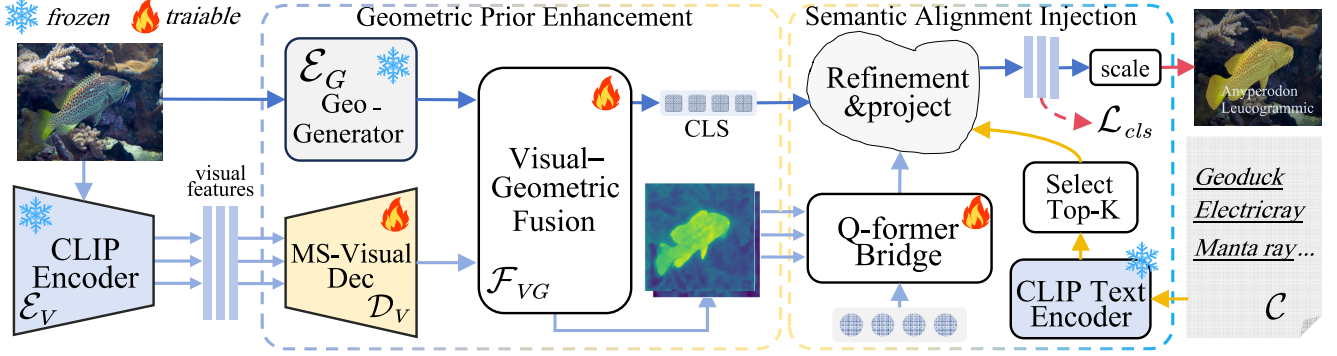 frozen
traiable
Geometric Prior Enhancement
Semantic Alignment Injection
ℰ_G
Geo-
Generator
Visual-
Geometric
Fusion
ℱ_VG
CLS
Refinement
&project
scale
ℒ_cls
Anyperodon
Leucogrammic
visual
features
CLIP
Encoder
ℰ_V
MS-Visual
Dec
𝒟_V
Q-former
Bridge
Select
Top-K
CLIP Text
Encoder
Geoduck
Electricray
Manta ray...
𝒞